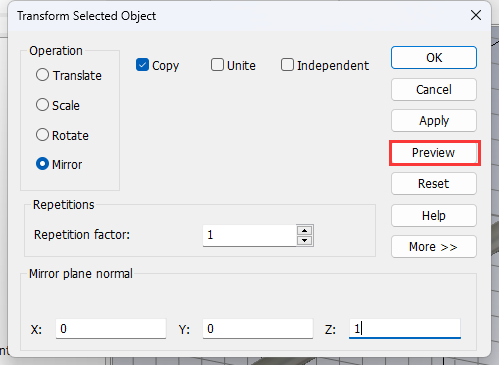 Transform Selected Object
Operation
Translate
Scale
Rotate
Mirror
Copy
Unite
Independent
OK
Cancel
Apply
Preview
Reset
Help
More >>
Repetitions
Repetition factor: 1
Mirror plane normal
X: 0 Y: 0 Z: 1